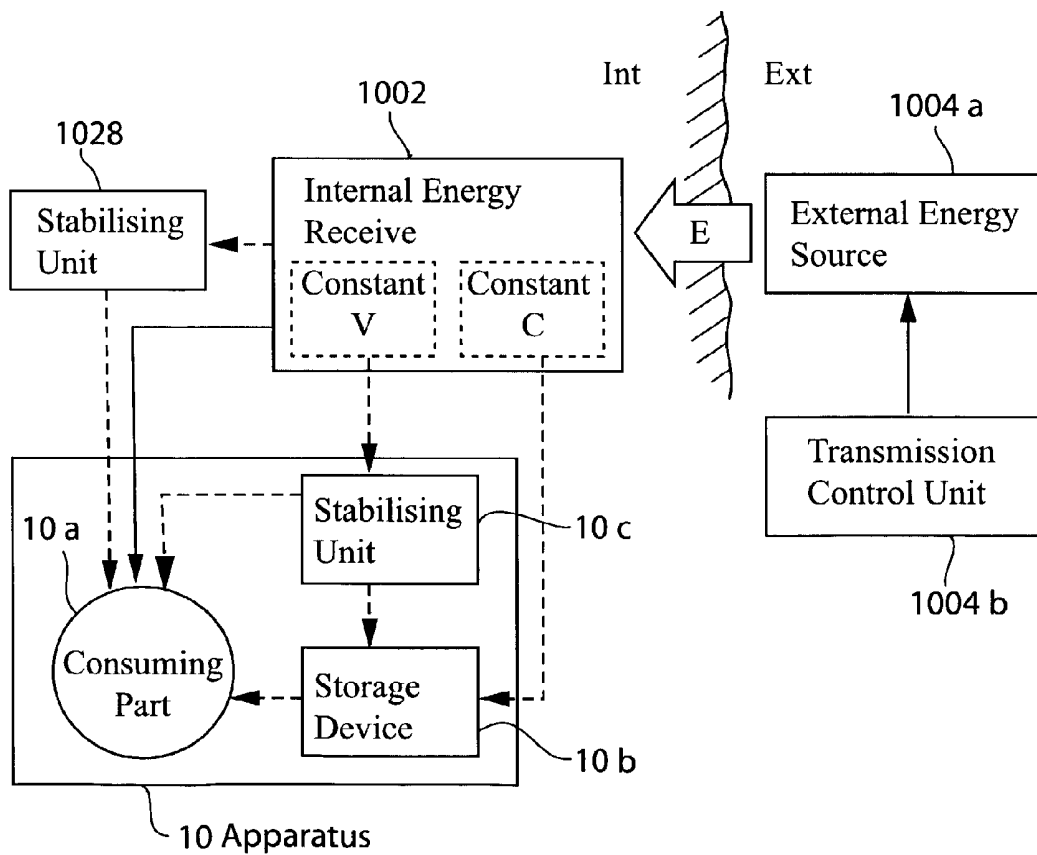 Int
Ext
1002
1004 a
1028
Stabilising
Unit
Internal Energy
Receive
Constant
V
Constant
C
E
External Energy
Source
Transmission
Control Unit
1004 b
10 a
Stabilising
Unit
10 c
Consuming
Part
Storage
Device
10 b
10 Apparatus